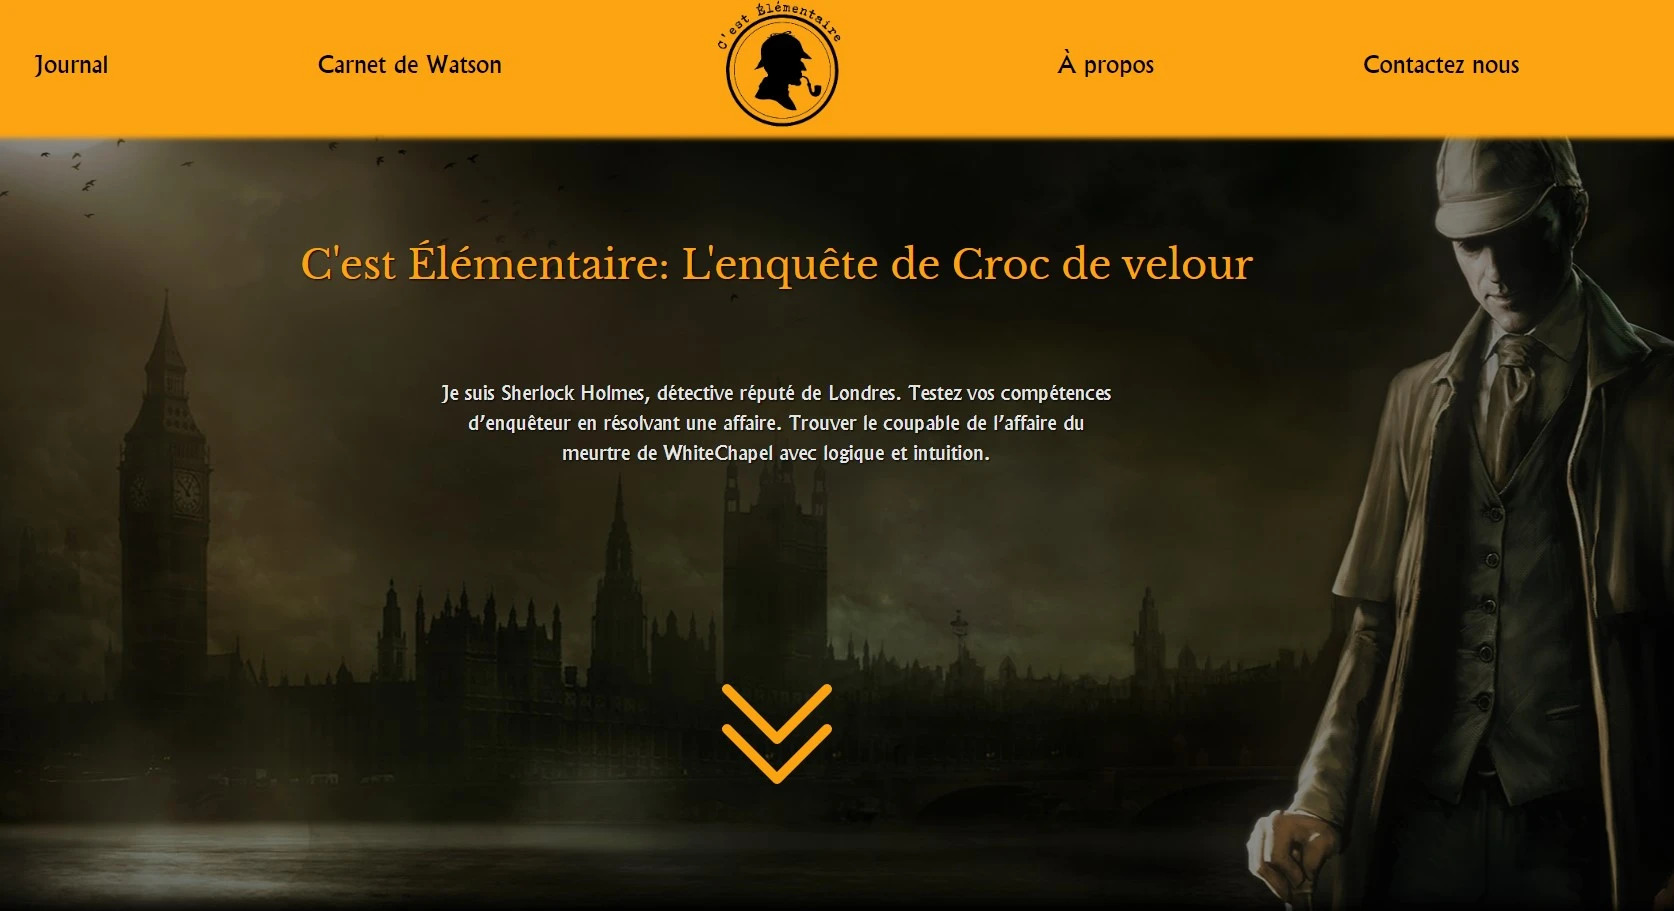 C'est Élémentaire
Journal
Carnet de Watson
À propos
Contactez nous
C'est Élémentaire: L'enquête de Croc de velour
Je suis Sherlock Holmes, détective réputé de Londres. Testez vos compétences
d’enquêteur en résolvant une affaire. Trouver le coupable de l’affaire du
meurtre de WhiteChapel avec logique et intuition.